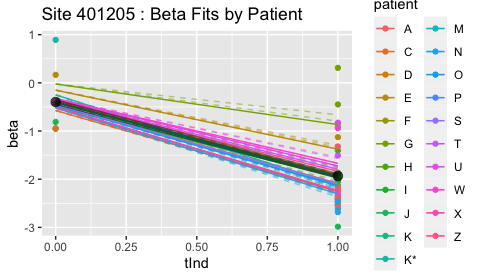 Site 401205 : Beta Fits by Patient
patient
1
0
-1
-2
-3
beta
0.00 0.25 0.50 0.75 1.00
tInd
A
C
D
E
F
G
H
I
J
K
K*
M
N
O
P
S
T
U
W
X
Z